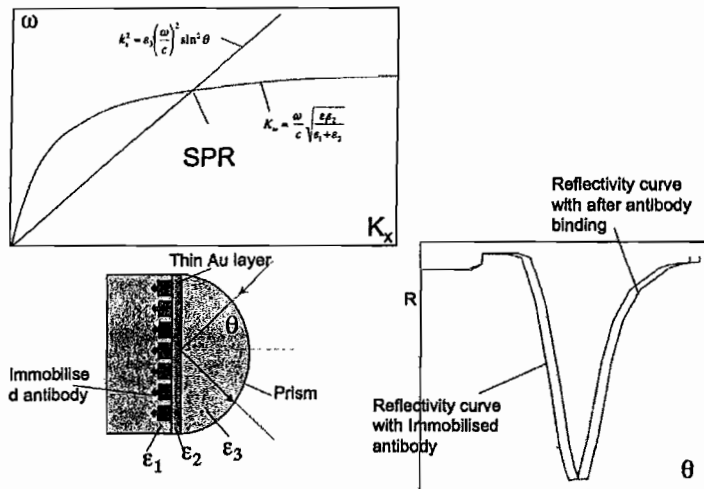 ω
k_x^2 = ε_3 (ω/c)^2 sin^2 θ
K_sp = ω/c √(ε_1ε_2/(ε_1+ε_2))
SPR
K_x
Thin Au layer
θ
Immobilise
d antibody
Prism
ε_1 ε_2 ε_3
Reflectivity curve
with after antibody
binding
R
Reflectivity curve
with Immobilised
antibody
θ